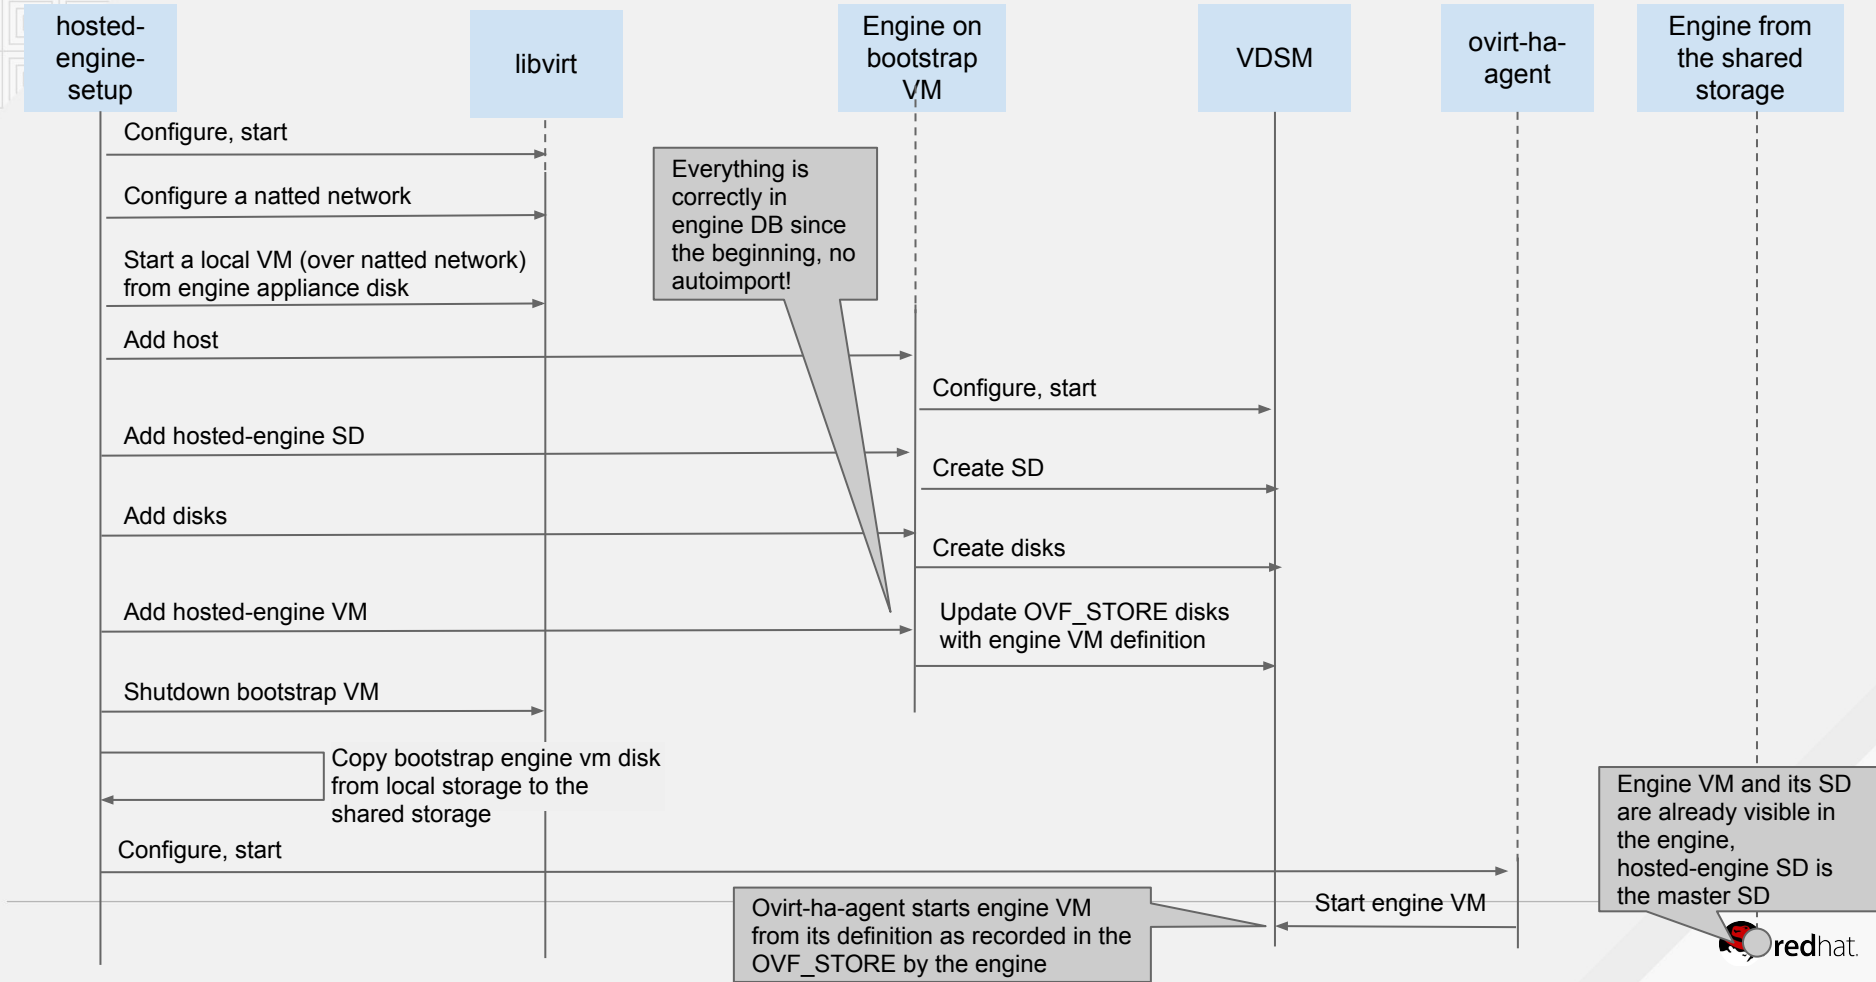 hosted-
engine-
setup
libvirt
Engine on
bootstrap
VM
VDSM
ovirt-ha-
agent
Engine from
the shared
storage
Configure, start
Configure a natted network
Start a local VM (over natted network)
from engine appliance disk
Everything is
correctly in
engine DB since
the beginning, no
autoimport!
Add host
Configure, start
Add hosted-engine SD
Create SD
Add disks
Create disks
Add hosted-engine VM
Update OVF_STORE disks
with engine VM definition
Shutdown bootstrap VM
Copy bootstrap engine vm disk
from local storage to the
shared storage
Configure, start
Engine VM and its SD
are already visible in
the engine,
hosted-engine SD is
the master SD
Start engine VM
Ovirt-ha-agent starts engine VM
from its definition as recorded in the
OVF_STORE by the engine
redhat.